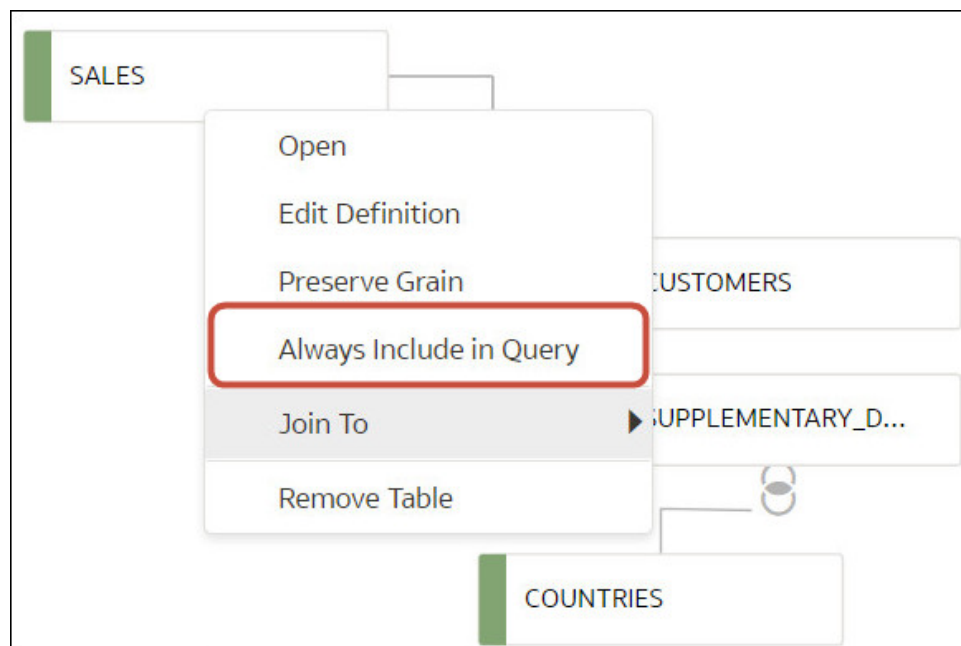 SALES
Open
Edit Definition
Preserve Grain
CUSTOMERS
Always Include in Query
Join To
SUPPLEMENTARY_D...
Remove Table
COUNTRIES